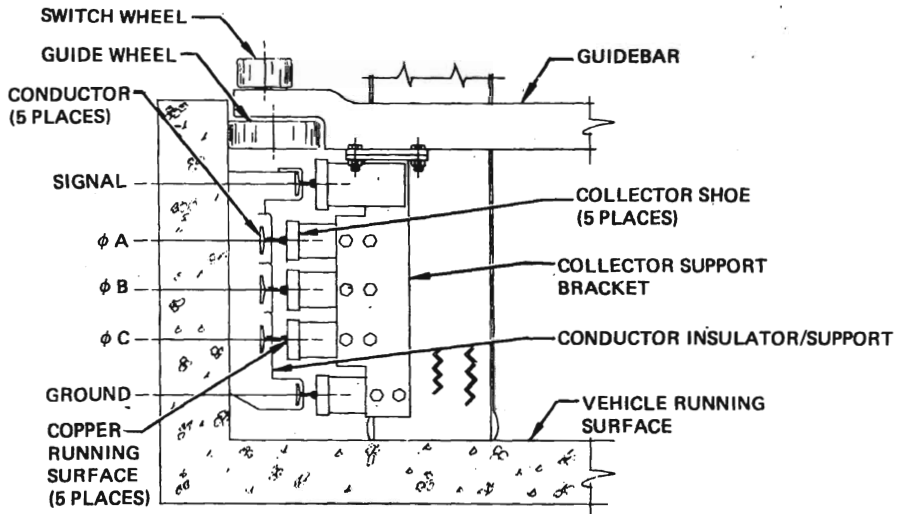 SWITCH WHEEL
GUIDE WHEEL
CONDUCTOR
(5 PLACES)
SIGNAL
ϕ A
ϕ B
ϕ C
GROUND
COPPER
RUNNING
SURFACE
(5 PLACES)
GUIDEBAR
COLLECTOR SHOE
(5 PLACES)
COLLECTOR SUPPORT
BRACKET
CONDUCTOR INSULATOR/SUPPORT
VEHICLE RUNNING
SURFACE